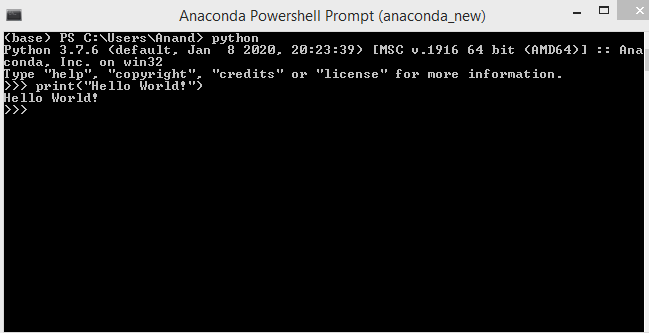 Anaconda Powershell Prompt (anaconda_new)
(base) PS C:\Users\Anand> python
Python 3.7.6 (default, Jan  8 2020, 20:23:39) [MSC v.1916 64 bit (AMD64)] :: Ana
conda, Inc. on win32
Type "help", "copyright", "credits" or "license" for more information.
>>> print("Hello World!")
Hello World!
>>>